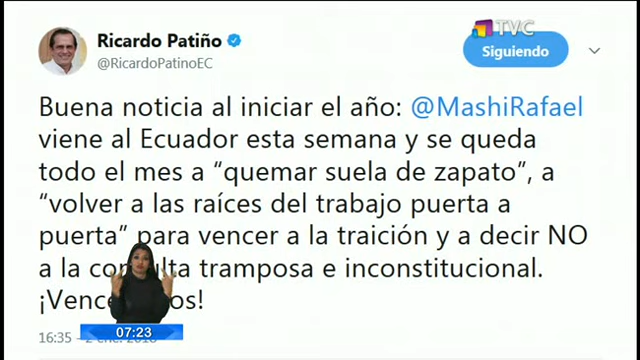 Ricardo Patiño
TVC
@RicardoPatinoEC
Siguiendo
Buena noticia al iniciar el año: @MashiRafael
viene al Ecuador esta semana y se queda
todo el mes a “quemar suela de zapato”, a
“volver a las raíces del trabajo puerta a
puerta” para vencer a la traición y a decir NO
a la tramposa e inconstitucional.
07:23
16:35